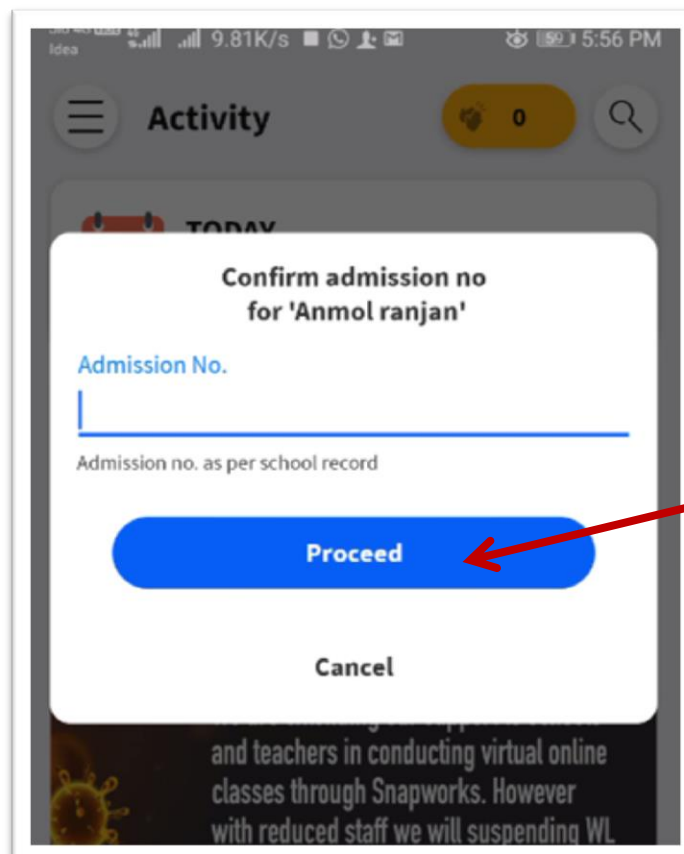 Idea 9.81K/s 59 5:56 PM
Activity 0
TODAY
Confirm admission no
for 'Anmol ranjan'
Admission No.
Admission no. as per school record
Proceed
Cancel
and teachers in conducting virtual online
classes through Snapworks. However
with reduced staff we will suspending WL